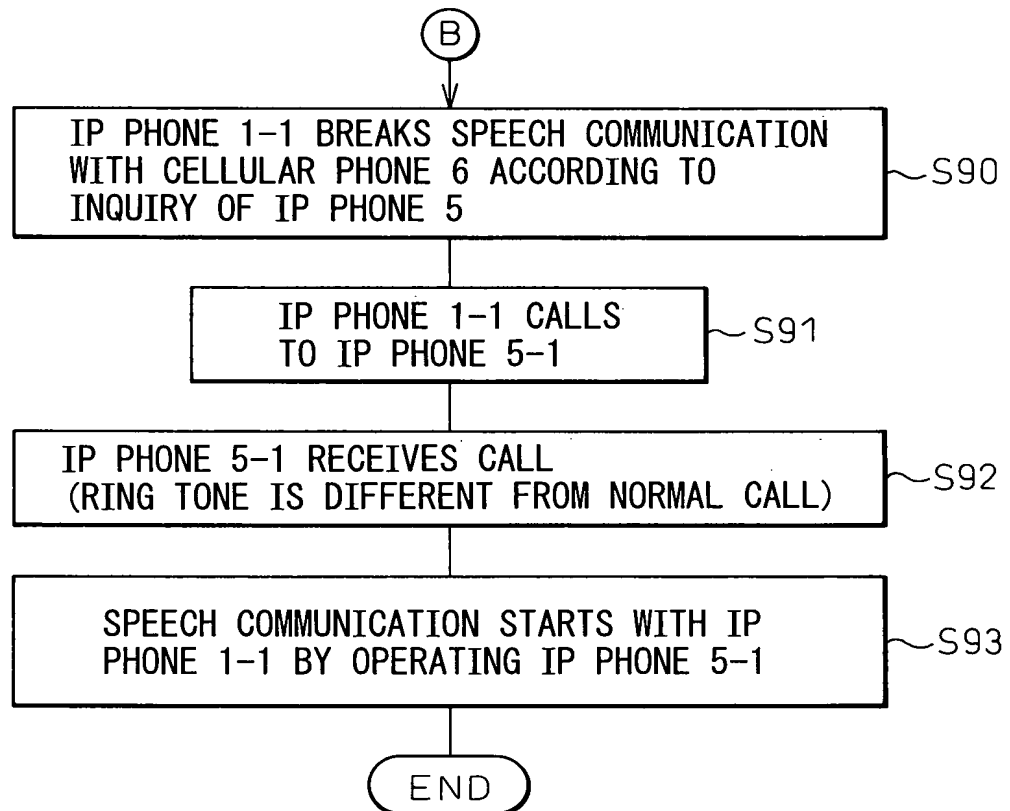 B
IP PHONE 1-1 BREAKS SPEECH COMMUNICATION
WITH CELLULAR PHONE 6 ACCORDING TO
INQUIRY OF IP PHONE 5
S90
IP PHONE 1-1 CALLS
TO IP PHONE 5-1
S91
IP PHONE 5-1 RECEIVES CALL
(RING TONE IS DIFFERENT FROM NORMAL CALL)
S92
SPEECH COMMUNICATION STARTS WITH IP
PHONE 1-1 BY OPERATING IP PHONE 5-1
S93
END